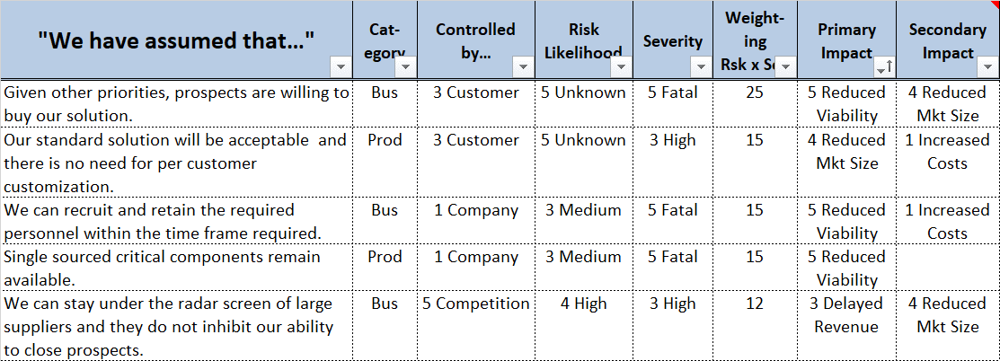 "We have assumed that…"
Cat-
egory
Controlled
by…
Risk
Likelihood
Severity
Weight-
ing
Rsk x Se
Primary
Impact
Secondary
Impact
Given other priorities, prospects are willing to
buy our solution.
Bus
3 Customer
5 Unknown
5 Fatal
25
5 Reduced
Viability
4 Reduced
Mkt Size
Our standard solution will be acceptable  and
there is no need for per customer
customization.
Prod
3 Customer
5 Unknown
3 High
15
4 Reduced
Mkt Size
1 Increased
Costs
We can recruit and retain the required
personnel within the time frame required.
Bus
1 Company
3 Medium
5 Fatal
15
5 Reduced
Viability
1 Increased
Costs
Single sourced critical components remain
available.
Prod
1 Company
3 Medium
5 Fatal
15
5 Reduced
Viability
We can stay under the radar screen of large
suppliers and they do not inhibit our ability
to close prospects.
Bus
5 Competition
4 High
3 High
12
3 Delayed
Revenue
4 Reduced
Mkt Size